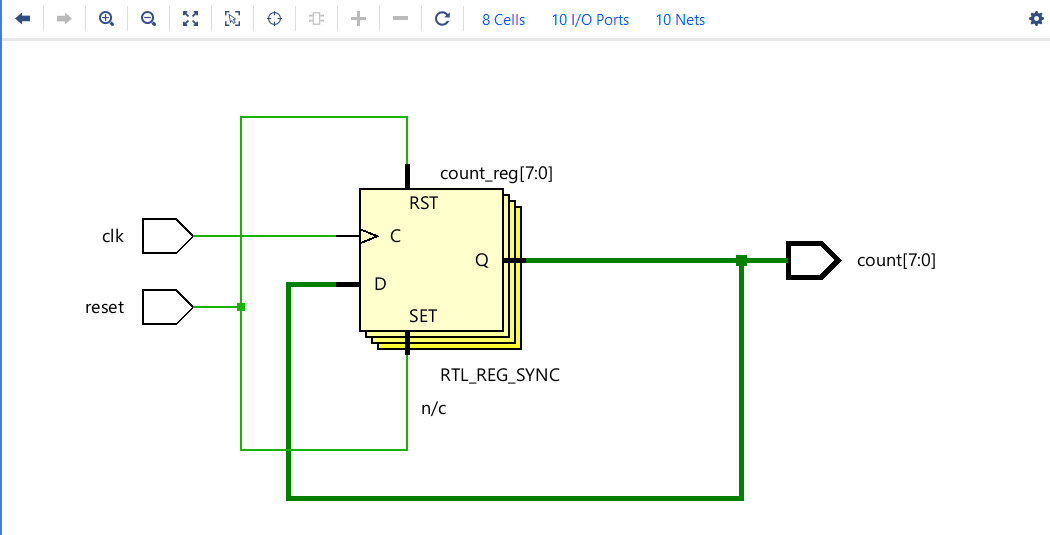 8 Cells 10 I/O Ports 10 Nets
count_reg[7:0]
RST
clk
C
Q
count[7:0]
D
reset
SET
RTL_REG_SYNC
n/c